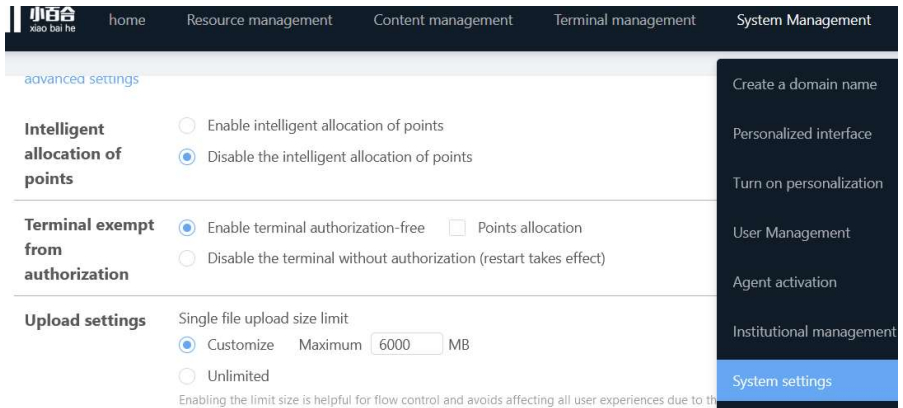 小百合
xiao bai he
home
Resource management
Content management
Terminal management
System Management
advanced settings
Create a domain name
Personalized interface
Turn on personalization
User Management
Agent activation
Institutional management
System settings
Intelligent
allocation of
points
Enable intelligent allocation of points
Disable the intelligent allocation of points
Terminal exempt
from
authorization
Enable terminal authorization-free
Points allocation
Disable the terminal without authorization (restart takes effect)
Upload settings
Single file upload size limit
Customize Maximum 6000 MB
Unlimited
Enabling the limit size is helpful for flow control and avoids affecting all user experiences due to th